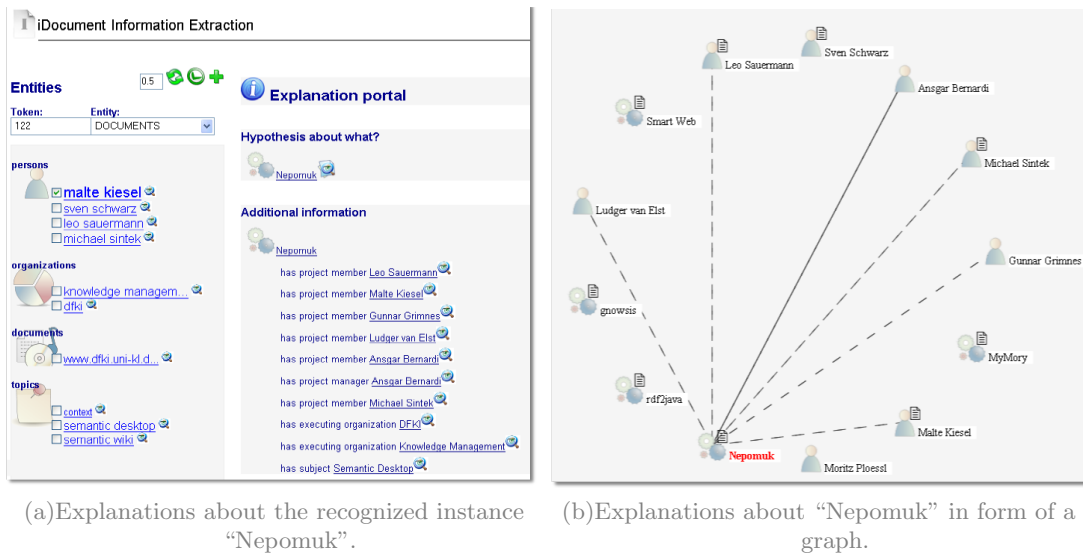 iDocument Information Extraction
Entities
0.5
Token:
Entity:
122
DOCUMENTS
persons
malte kiesel
sven schwarz
leo sauermann
michael sintek
organizations
knowledge managem...
dfki
documents
www.dfki.uni-kl.d...
topics
context
semantic desktop
semantic wiki
Explanation portal
Hypothesis about what?
Nepomuk
Additional information
Nepomuk
has project member Leo Sauermann
has project member Malte Kiesel
has project member Gunnar Grimnes
has project member Ludger van Elst
has project member Ansgar Bernardi
has project manager Ansgar Bernardi
has project member Michael Sintek
has executing organization DFKI
has executing organization Knowledge Management
has subject Semantic Desktop
(a)Explanations about the recognized instance
“Nepomuk”.
Sven Schwarz
Leo Sauermann
Ansgar Bernardi
Smart Web
Michael Sintek
Ludger van Elst
Gunnar Grimnes
gnowsis
MyMory
rdf2java
Malte Kiesel
Nepomuk
Moritz Ploessl
(b)Explanations about “Nepomuk” in form of a
graph.